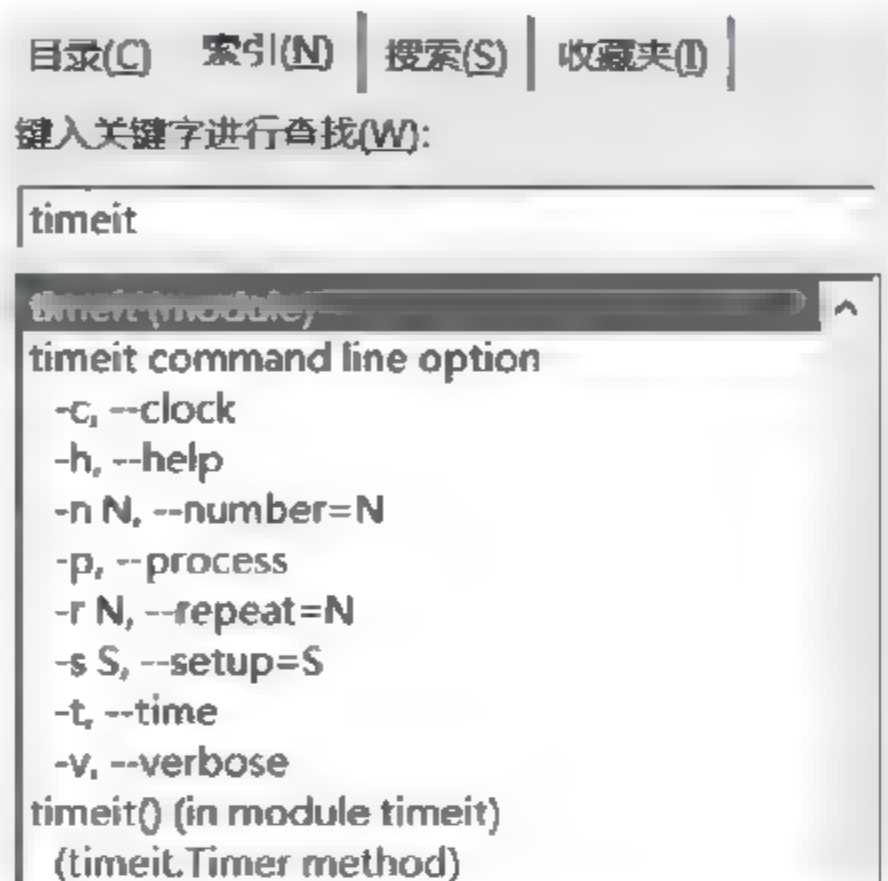 目录(C) 索引(N) 搜索(S) 收藏夹(I)
键入关键字进行查找(W):
timeit
timeit (module)
timeit command line option
-c, --clock
-h, --help
-n N, --number=N
-p, --process
-r N, --repeat=N
-s S, --setup=S
-t, --time
-v, --verbose
timeit() (in module timeit)
(timeit.Timer method)